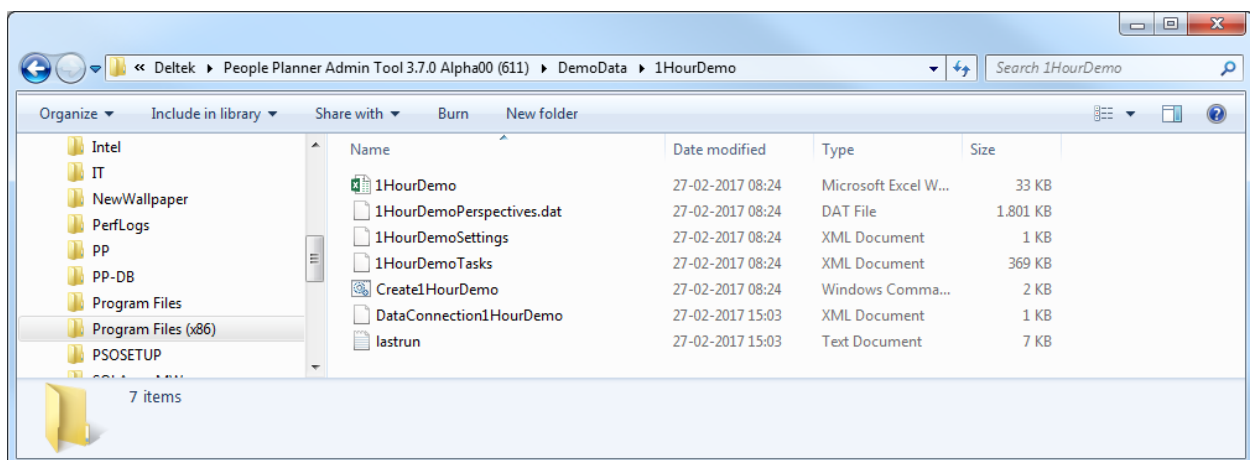 « Deltek ▸ People Planner Admin Tool 3.7.0 Alpha00 (611) ▸ DemoData ▸ 1HourDemo
Search 1HourDemo
Organize Include in library Share with Burn New folder
Intel
IT
NewWallpaper
PerfLogs
PP
PP-DB
Program Files
Program Files (x86)
PSOSETUP
Name Date modified Type Size
1HourDemo 27-02-2017 08:24 Microsoft Excel W... 33 KB
1HourDemoPerspectives.dat 27-02-2017 08:24 DAT File 1.801 KB
1HourDemoSettings 27-02-2017 08:24 XML Document 1 KB
1HourDemoTasks 27-02-2017 08:24 XML Document 369 KB
Create1HourDemo 27-02-2017 08:24 Windows Comma... 2 KB
DataConnection1HourDemo 27-02-2017 15:03 XML Document 1 KB
lastrun 27-02-2017 15:03 Text Document 7 KB
7 items